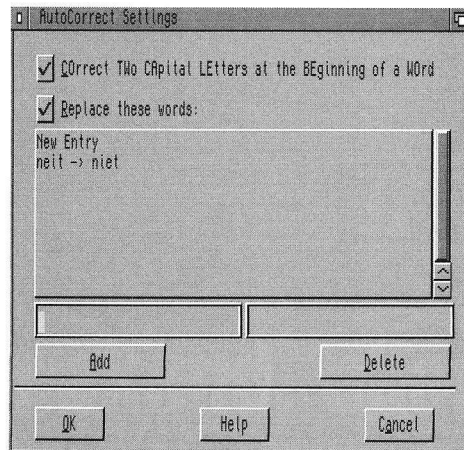 AutoCorrect Settings
COrrect TWo CApital LEtters at the BEginning of a WOrd
Replace these words:
New Entry
neit -> niet
Add Delete
OK Help Cancel